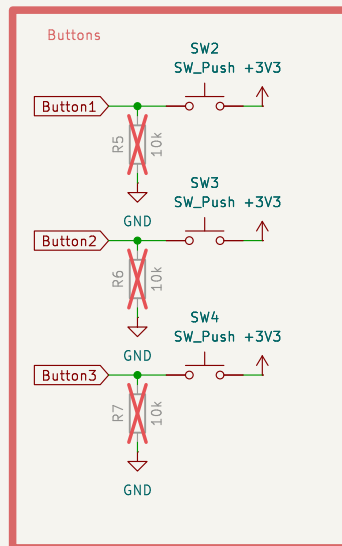 Buttons
SW2
SW_Push +3V3
Button1
R5
10k
GND
SW3
SW_Push +3V3
Button2
R6
10k
GND
SW4
SW_Push +3V3
Button3
R7
10k
GND